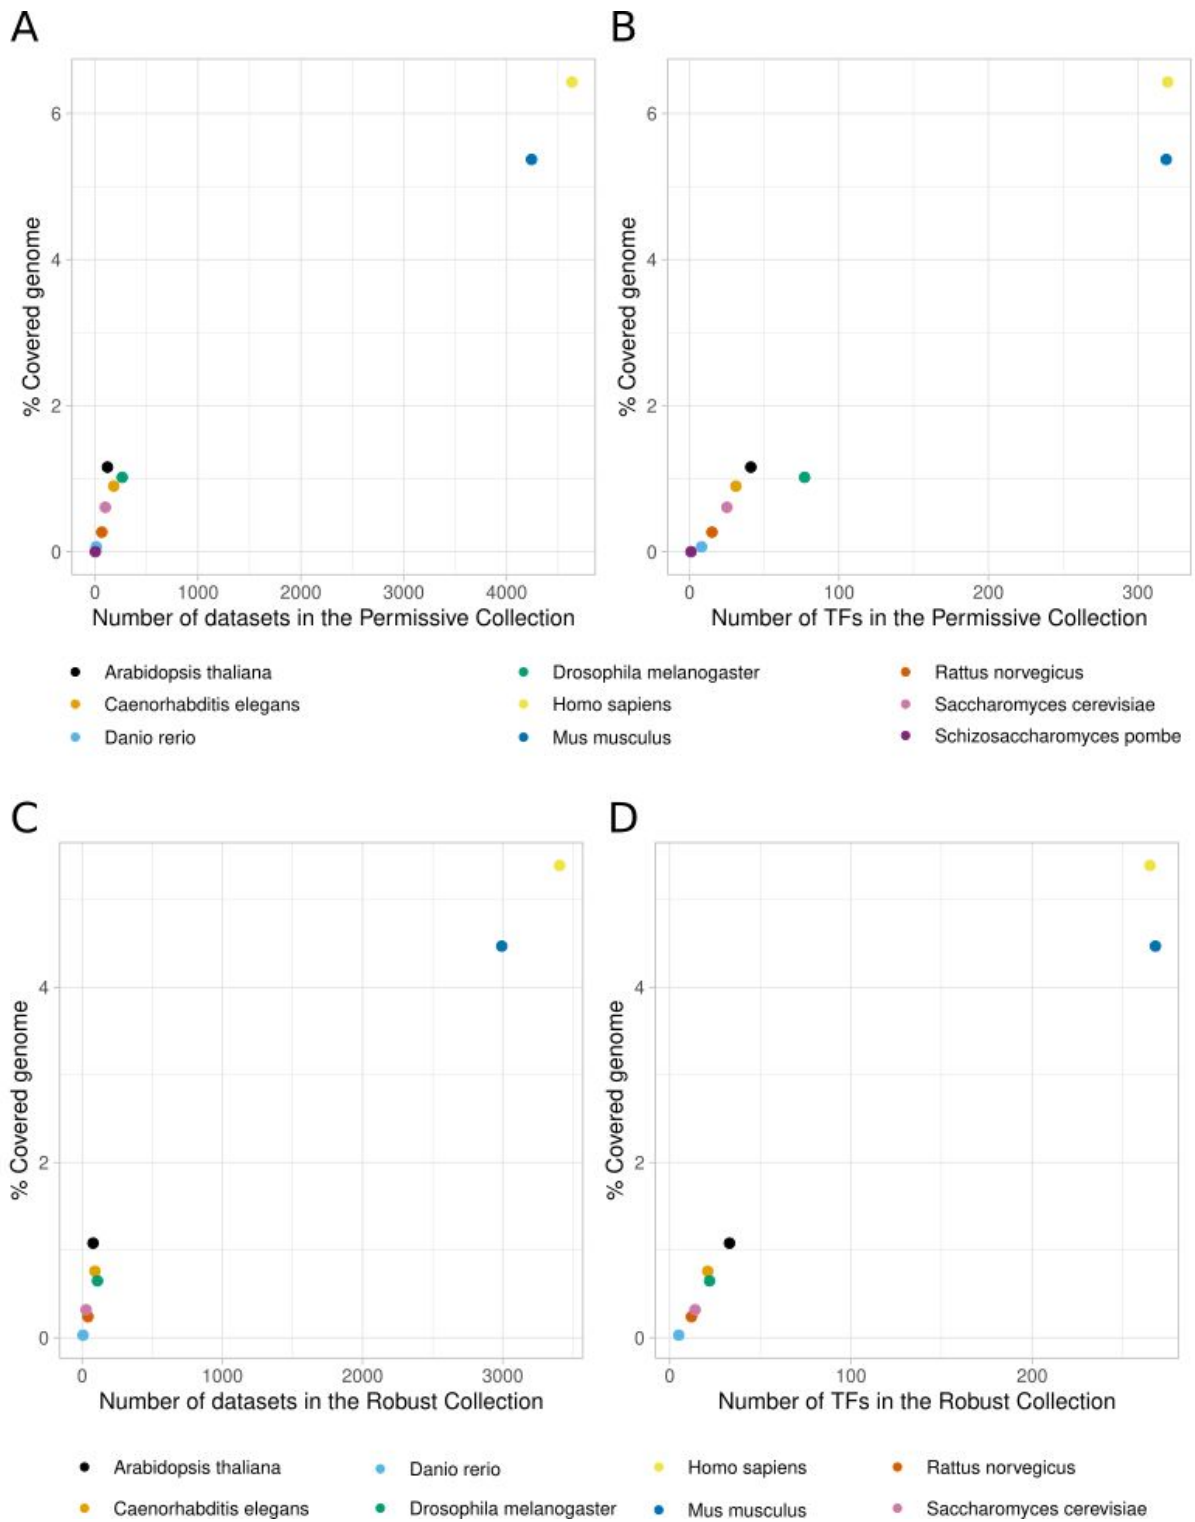 A
B
% Covered genome
6
4
2
0
0 1000 2000 3000 4000
Number of datasets in the Permissive Collection
% Covered genome
6
4
2
0
0 100 200 300
Number of TFs in the Permissive Collection
Arabidopsis thaliana
Drosophila melanogaster
Rattus norvegicus
Caenorhabditis elegans
Homo sapiens
Saccharomyces cerevisiae
Danio rerio
Mus musculus
Schizosaccharomyces pombe
C
D
% Covered genome
4
2
0
0 1000 2000 3000
Number of datasets in the Robust Collection
% Covered genome
4
2
0
0 100 200
Number of TFs in the Robust Collection
Arabidopsis thaliana
Danio rerio
Homo sapiens
Rattus norvegicus
Caenorhabditis elegans
Drosophila melanogaster
Mus musculus
Saccharomyces cerevisiae